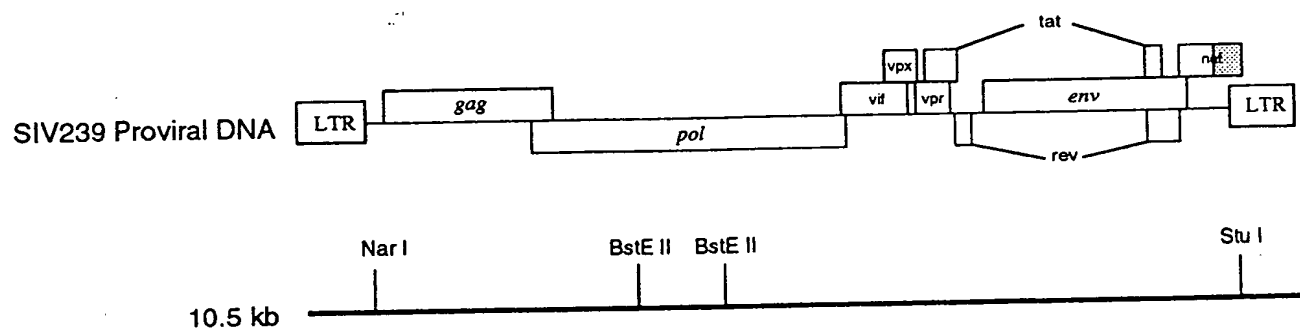 tat
vpx
nef
vif
vpr
env
gag
LTR
LTR
SIV239 Proviral DNA
pol
rev
Nar I
BstE II
BstE II
Stu I
10.5 kb